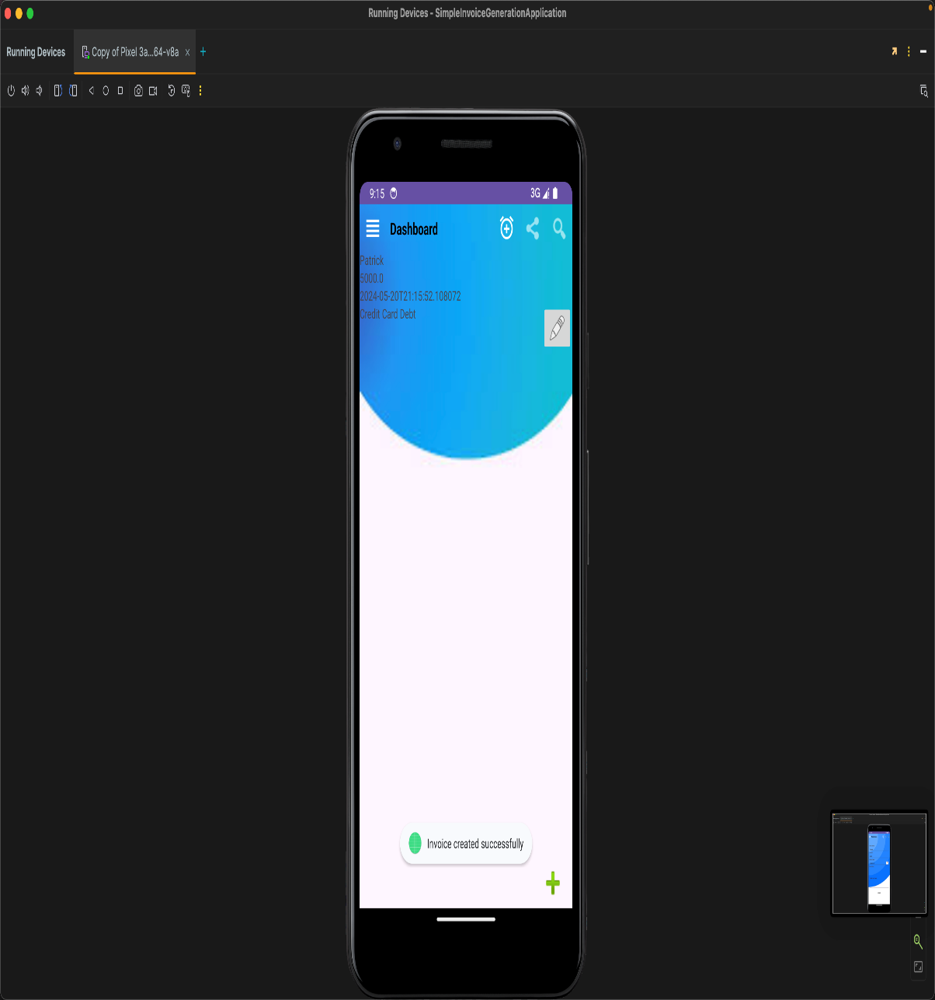 Running Devices - SimpleInvoiceGenerationApplication
Running Devices
Copy of Pixel 3a...64-v8a
9:15
3G
Dashboard
Patrick
5000.0
2024-05-20T21:15:52.108072
Credit Card Debt
Invoice created successfully